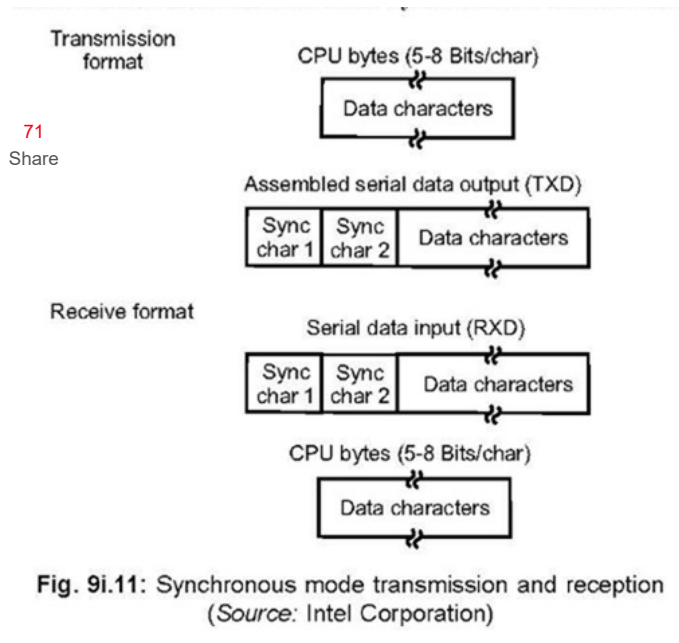 Transmission
format
CPU bytes (5-8 Bits/char)
Data characters
71
Share
Assembled serial data output (TXD)
Sync
char 1
Sync
char 2
Data characters
Receive format
Serial data input (RXD)
Sync
char 1
Sync
char 2
Data characters
CPU bytes (5-8 Bits/char)
Data characters
Fig. 9i.11: Synchronous mode transmission and reception
(Source: Intel Corporation)